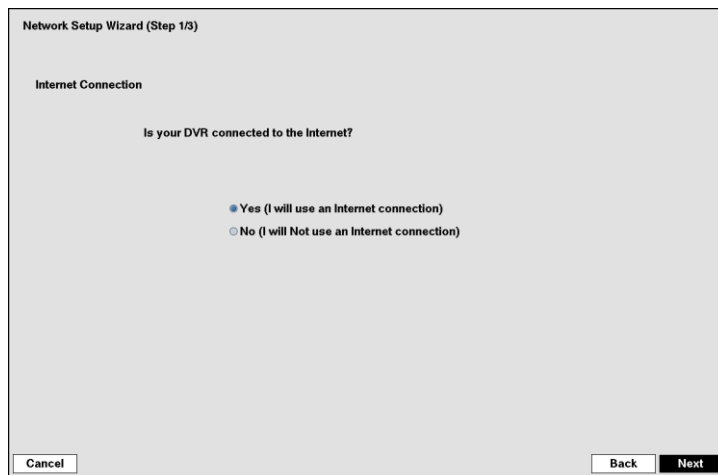 Network Setup Wizard (Step 1/3)
Internet Connection
Is your DVR connected to the Internet?
Yes (I will use an Internet connection)
No (I will Not use an Internet connection)
Cancel Back Next